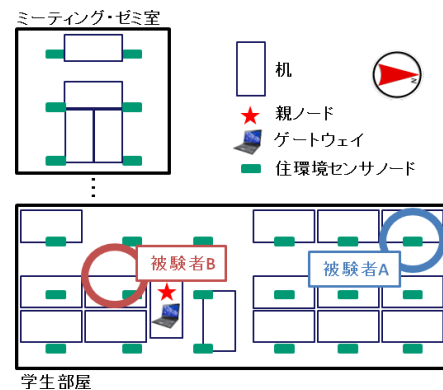 ミーティング・ゼミ室
机
親ノード
ゲートウェイ
住環境センサノード
N
被験者B
被験者A
学生部屋